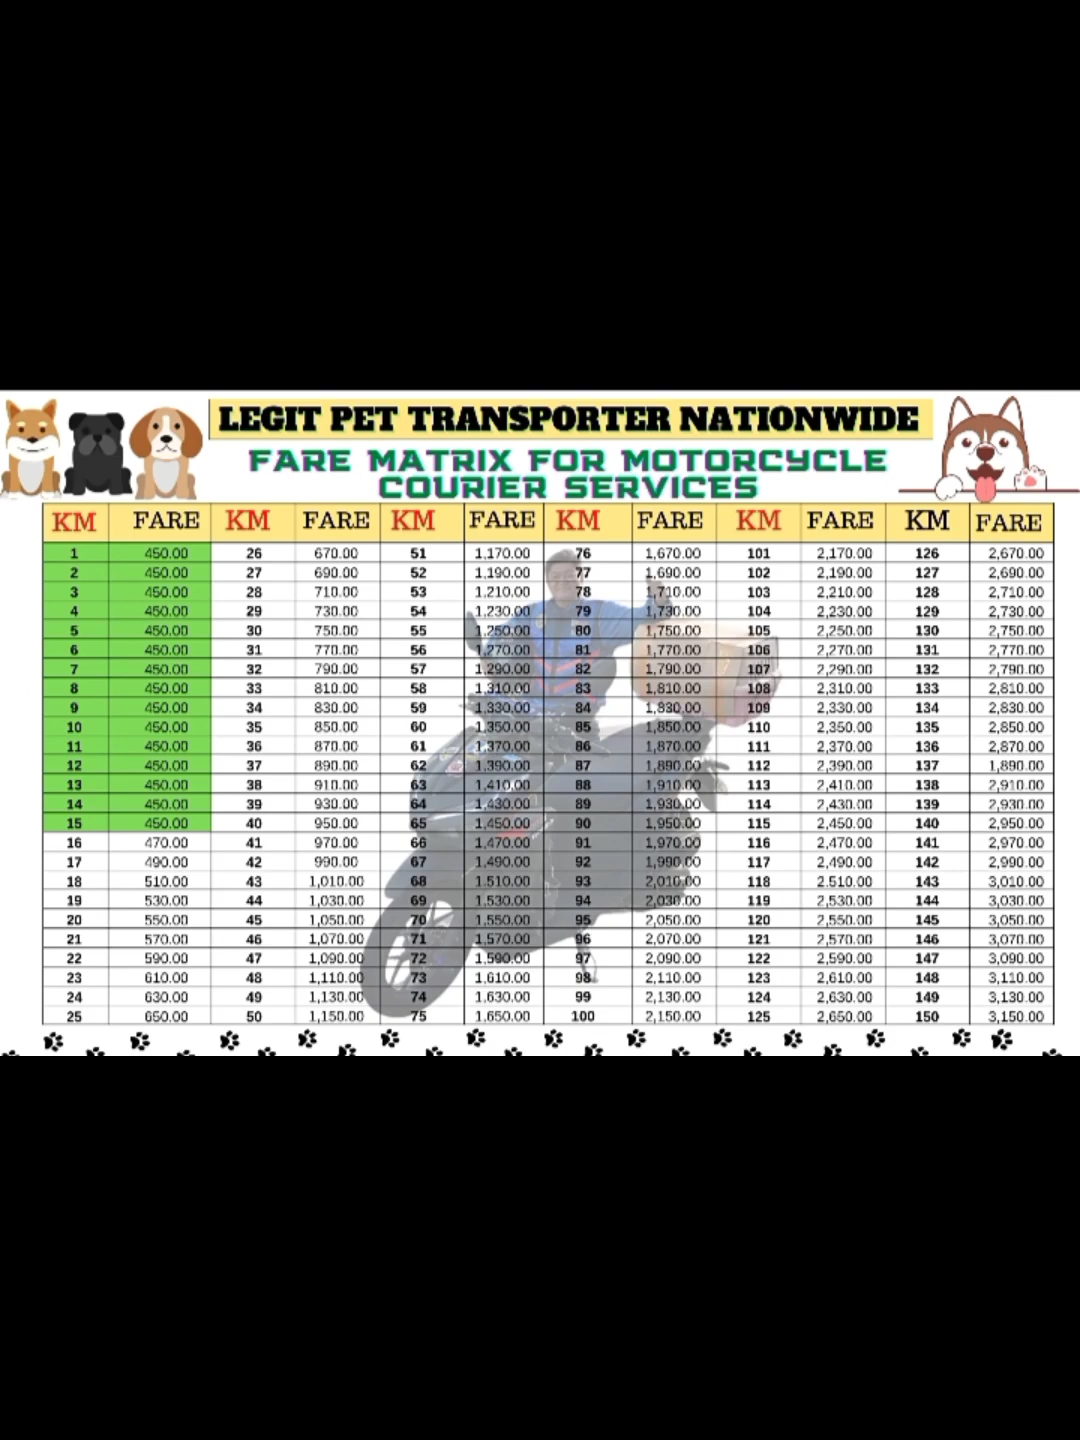 LEGIT PET TRANSPORTER NATIONWIDE
FARE MATRIX FOR MOTORCYCLE
COURIER SERVICES
KM FARE KM FARE KM FARE KM FARE KM FARE KM FARE
1 450.00 26 670.00 51 1,170.00 76 1,670.00 101 2,170.00 126 2,670.00
2 450.00 27 690.00 52 1,190.00 77 1,690.00 102 2,190.00 127 2,690.00
3 450.00 28 710.00 53 1,210.00 78 1,710.00 103 2,210.00 128 2,710.00
4 450.00 29 730.00 54 1,230.00 79 1,730.00 104 2,230.00 129 2,730.00
5 450.00 30 750.00 55 1,250.00 80 1,750.00 105 2,250.00 130 2,750.00
6 450.00 31 770.00 56 1,270.00 81 1,770.00 106 2,270.00 131 2,770.00
7 450.00 32 790.00 57 1,290.00 82 1,790.00 107 2,290.00 132 2,790.00
8 450.00 33 810.00 58 1,310.00 83 1,810.00 108 2,310.00 133 2,810.00
9 450.00 34 830.00 59 1,330.00 84 1,830.00 109 2,330.00 134 2,830.00
10 450.00 35 850.00 60 1,350.00 85 1,850.00 110 2,350.00 135 2,850.00
11 450.00 36 870.00 61 1,370.00 86 1,870.00 111 2,370.00 136 2,870.00
12 450.00 37 890.00 62 1,390.00 87 1,890.00 112 2,390.00 137 1,890.00
13 450.00 38 910.00 63 1,410.00 88 1,910.00 113 2,410.00 138 2,910.00
14 450.00 39 930.00 64 1,430.00 89 1,930.00 114 2,430.00 139 2,930.00
15 450.00 40 950.00 65 1,450.00 90 1,950.00 115 2,450.00 140 2,950.00
16 470.00 41 970.00 66 1,470.00 91 1,970.00 116 2,470.00 141 2,970.00
17 490.00 42 990.00 67 1,490.00 92 1,990.00 117 2,490.00 142 2,990.00
18 510.00 43 1,010.00 68 1.510.00 93 2,010.00 118 2.510.00 143 3,010.00
19 530.00 44 1,030.00 69 1.530.00 94 2,030.00 119 2,530.00 144 3,030.00
20 550.00 45 1,050.00 70 1,550.00 95 2,050.00 120 2,550.00 145 3,050.00
21 570.00 46 1,070.00 71 1,570.00 96 2,070.00 121 2,570.00 146 3,070.00
22 590.00 47 1,090.00 72 1,590.00 97 2,090.00 122 2,590.00 147 3,090.00
23 610.00 48 1,110.00 73 1.610.00 98 2,110.00 123 2,610.00 148 3,110.00
24 630.00 49 1,130.00 74 1.630.00 99 2,130.00 124 2,630.00 149 3,130.00
25 650.00 50 1,150.00 75 1.650.00 100 2,150.00 125 2,650.00 150 3,150.00